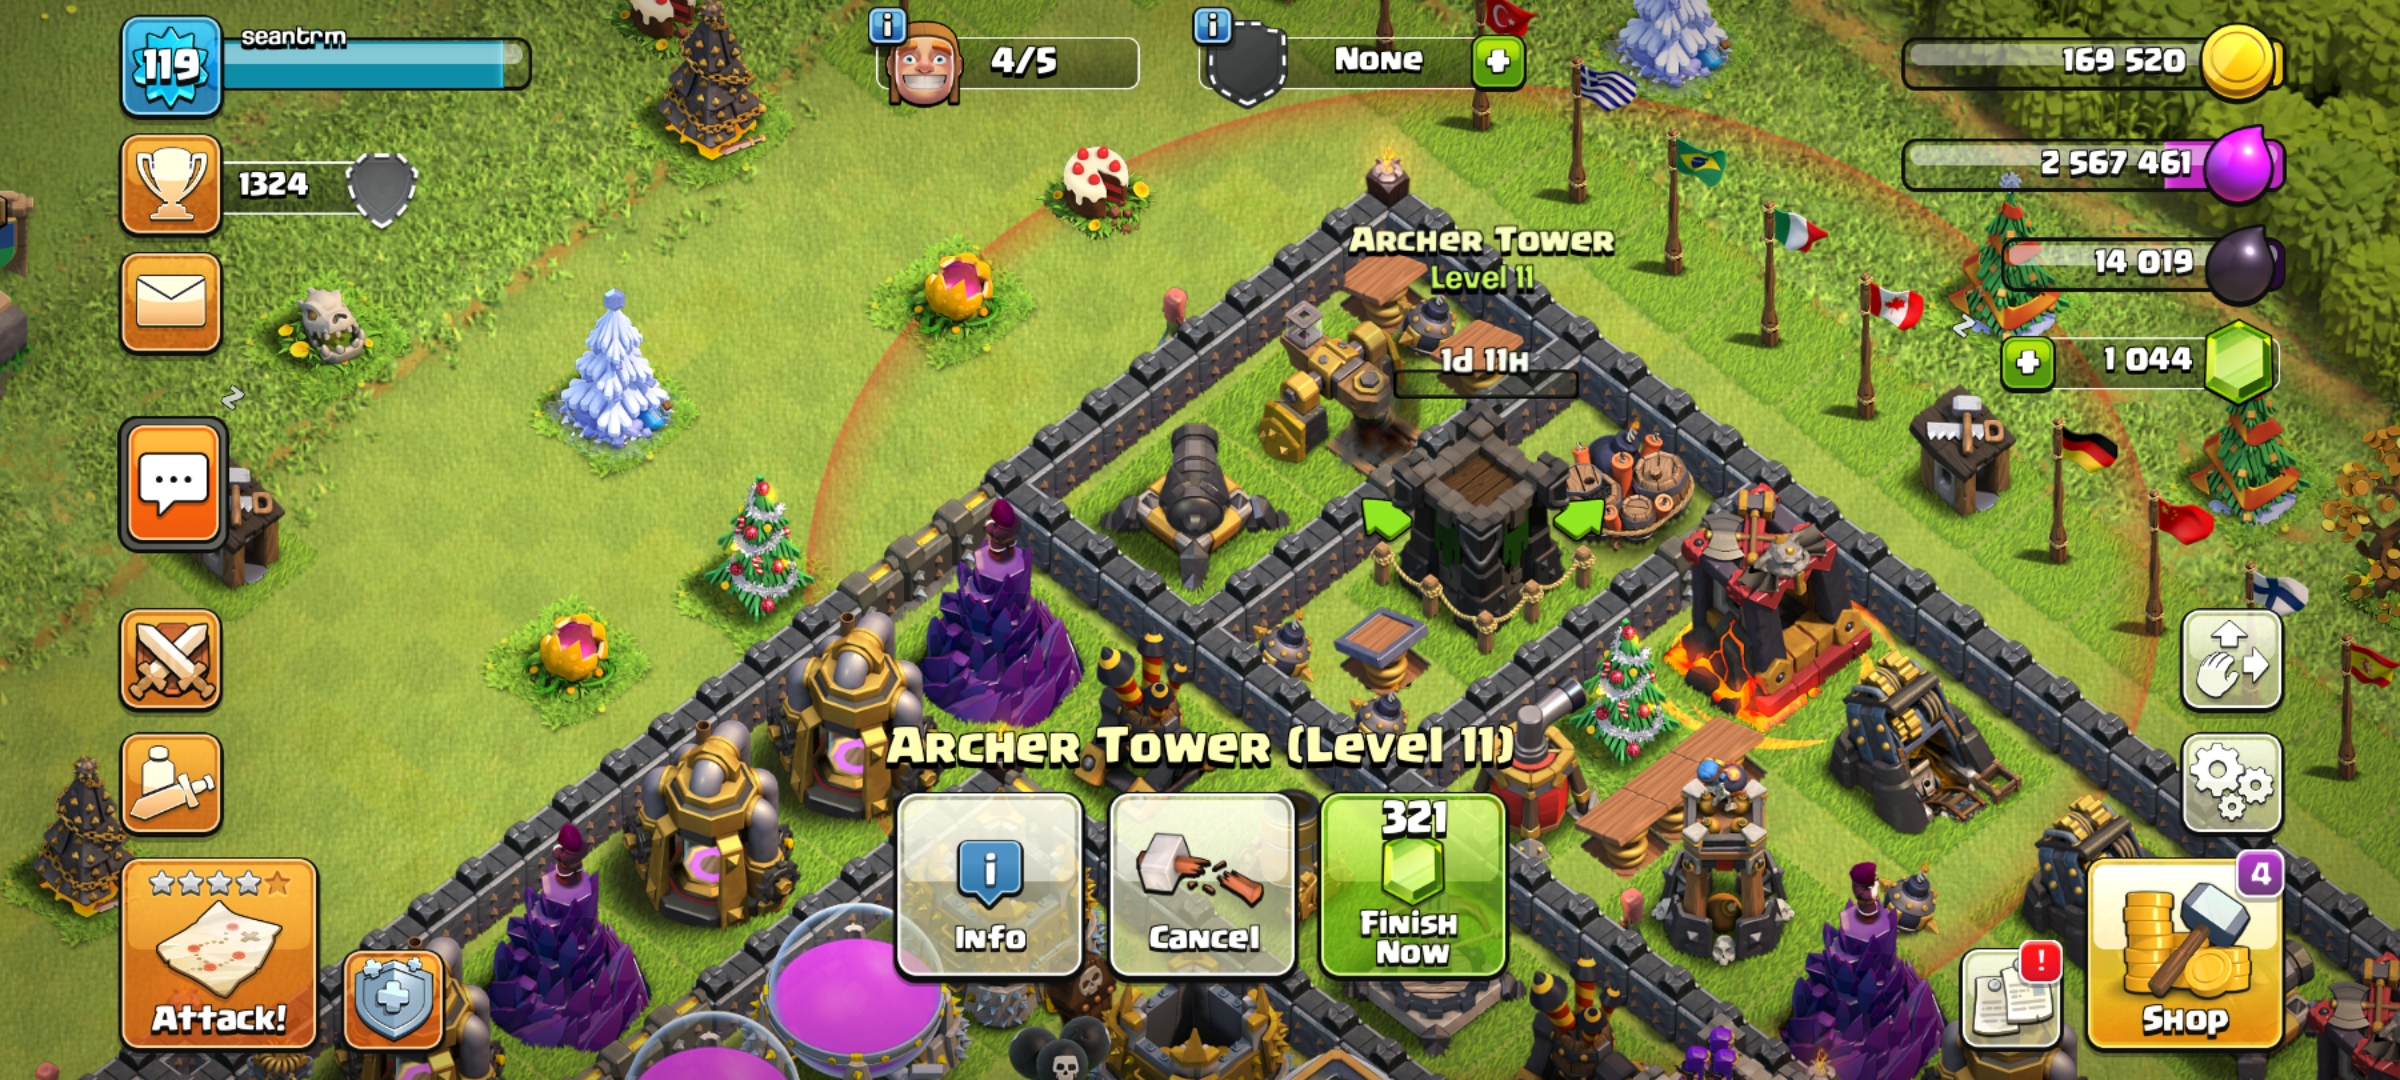 seantrm
119
4/5
None
169 520
1324
2 567 461
14 019
1 044
Archer Tower
Level 11
1d 11h
z
z
Archer Tower (Level 11)
Info
Cancel
321
Finish
Now
Attack!
4
!
Shop